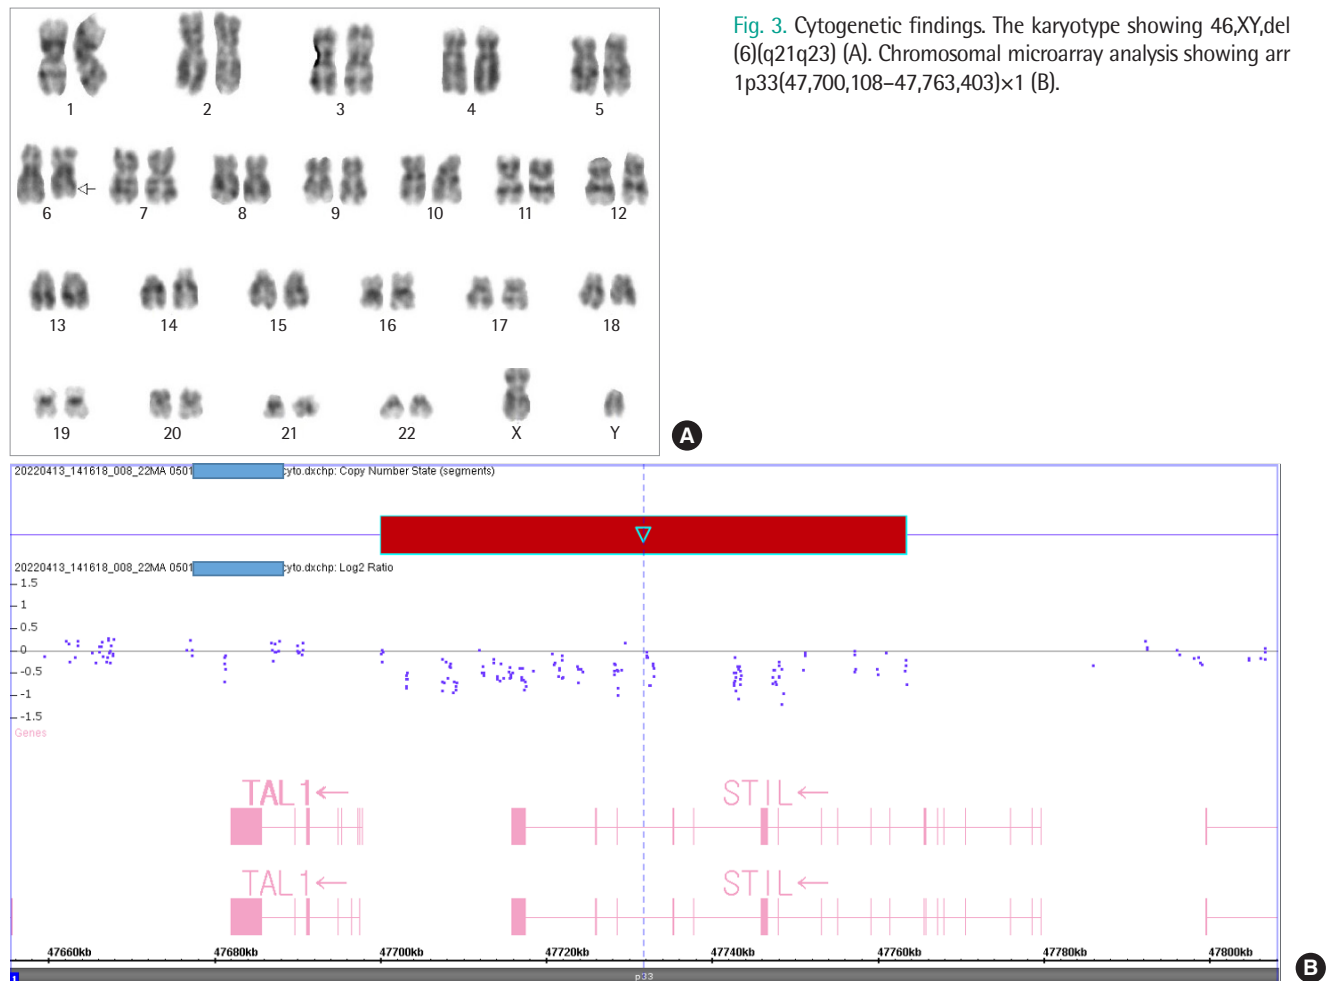 Fig. 3. Cytogenetic findings. The karyotype showing 46,XY,del
(6)(q21q23) (A). Chromosomal microarray analysis showing arr
1p33(47,700,108–47,763,403)×1 (B).
1 2 3 4 5
6 7 8 9 10 11 12
13 14 15 16 17 18
19 20 21 22 X Y
A
20220413_141618_008_22MA 0501 cyto.dxchp: Copy Number State (segments)
20220413_141618_008_22MA 0501 cyto.dxchp: Log2 Ratio
1.5
1
0.5
0
-0.5
-1
-1.5
Genes
TAL1← STIL←
TAL1← STIL←
47660kb 47680kb 47700kb 47720kb 47740kb 47760kb 47780kb 47800kb
1 p33
B